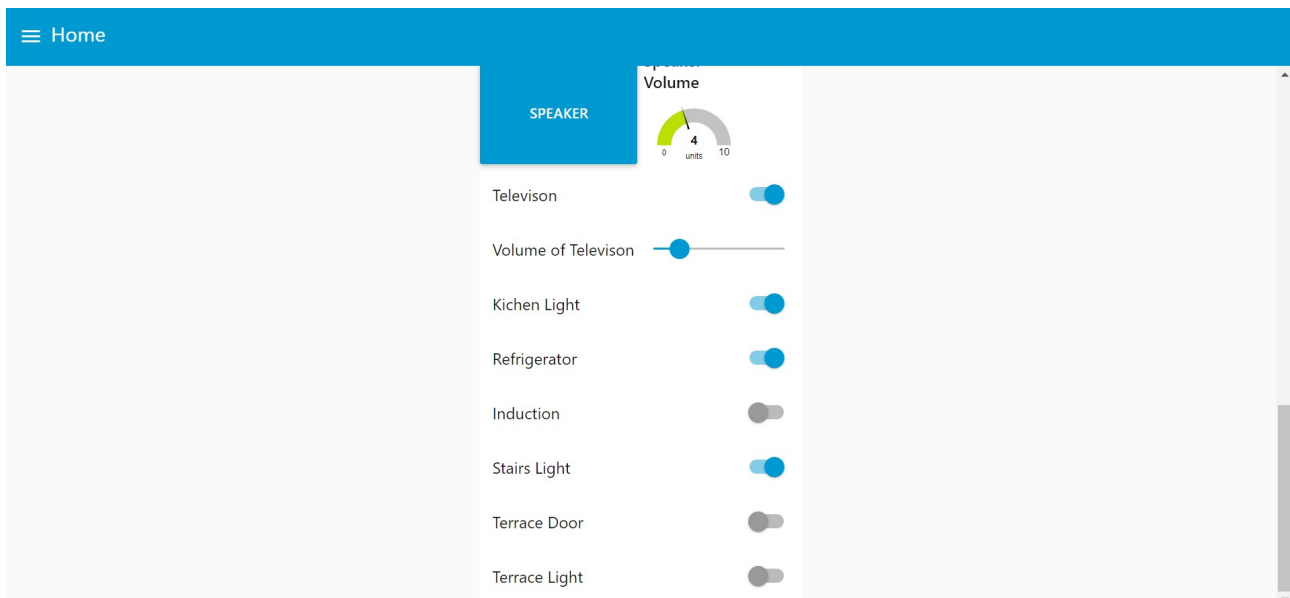 Home
Volume
SPEAKER
4
0 units 10
Televison
Volume of Televison
Kichen Light
Refrigerator
Induction
Stairs Light
Terrace Door
Terrace Light